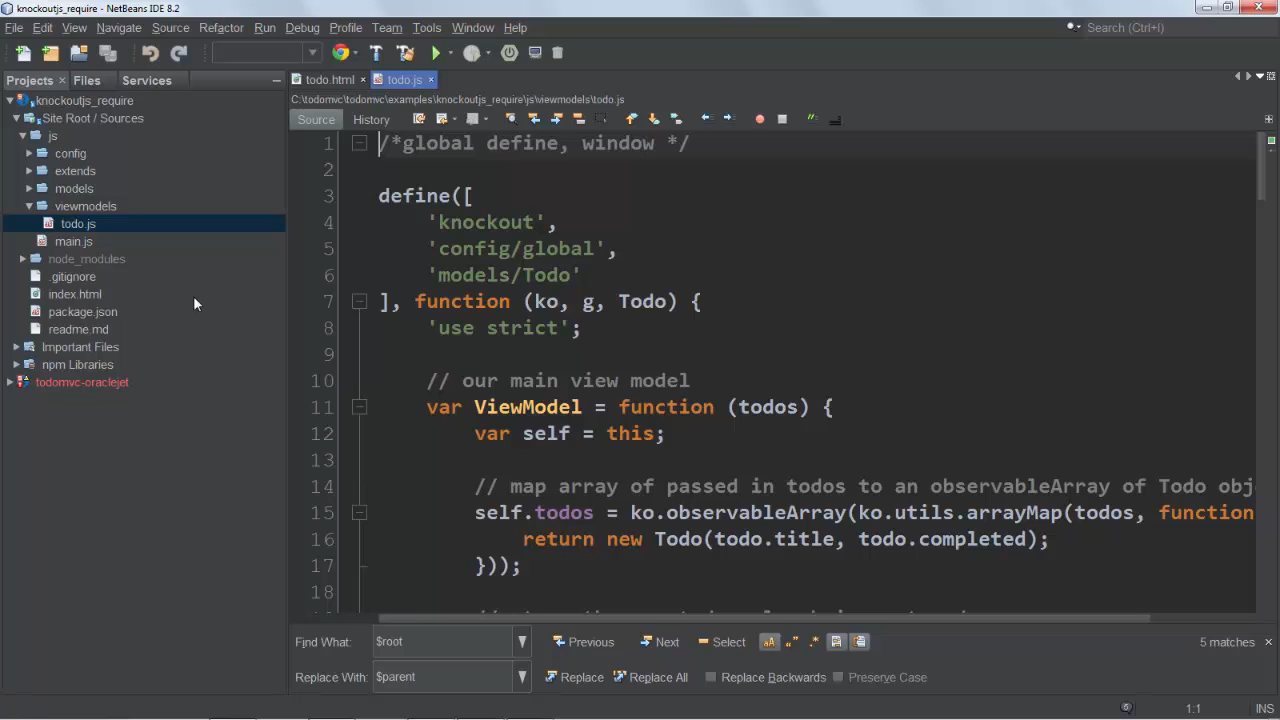 knockoutjs_require - NetBeans IDE 8.2
File Edit View Navigate Source Refactor Run Debug Profile Team Tools Window Help
Search (Ctrl+I)
Projects Files Services
todo.html todo.js
knockoutjs_require
Site Root / Sources
js
config
extends
models
viewmodels
todo.js
main.js
node_modules
.gitignore
index.html
package.json
readme.md
Important Files
npm Libraries
todomvc-oraclejet
C:\todomvc\todomvc\examples\knockoutjs_require\js\viewmodels\todo.js
Source History
1 /*global define, window */
2
3 define([
4 'knockout',
5 'config/global',
6 'models/Todo'
7 ], function (ko, g, Todo) {
8 'use strict';
9
10 // our main view model
11 var ViewModel = function (todos) {
12 var self = this;
13
14 // map array of passed in todos to an observableArray of Todo obj
15 self.todos = ko.observableArray(ko.utils.arrayMap(todos, function
16 return new Todo(todo.title, todo.completed);
17 }));
18
Find What: $root Previous Next Select 5 matches
Replace With: $parent Replace Replace All Replace Backwards Preserve Case
1:1 INS